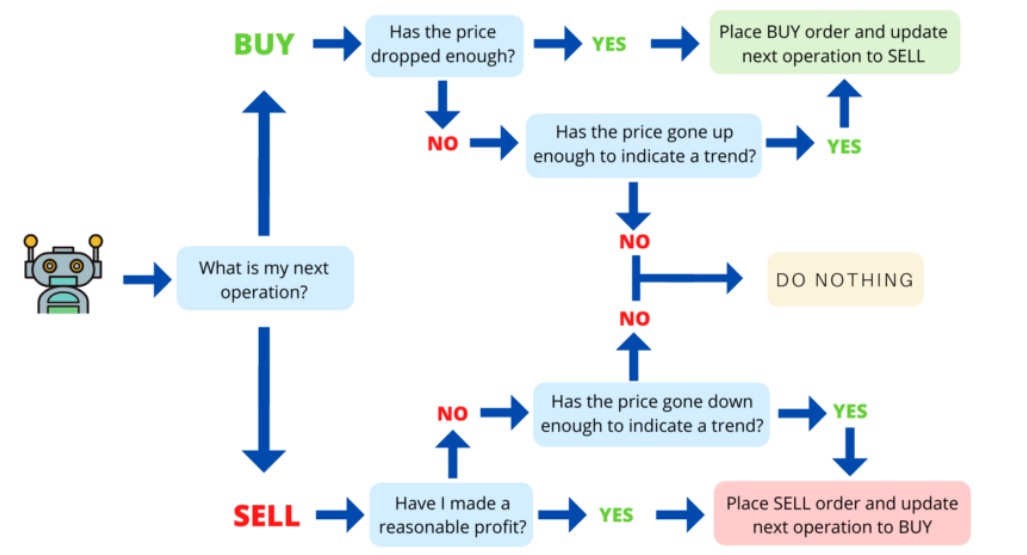 BUY
Has the price
dropped enough?
YES
Place BUY order and update
next operation to SELL
NO
Has the price gone up
enough to indicate a trend?
YES
NO
What is my next
operation?
DO NOTHING
NO
NO
Has the price gone down
enough to indicate a trend?
YES
SELL
Have I made a
reasonable profit?
YES
Place SELL order and update
next operation to BUY